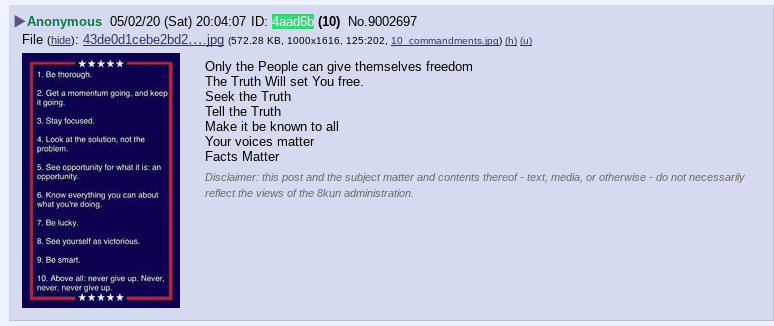 Anonymous 05/02/20 (Sat) 20:04:07 ID: 4aad6b (10) No.9002697
File (hide): 43de0d1cebe2bd2….jpg (572.28 KB, 1000x1616, 125:202, 10_commandments.jpg) (h) (u)
1. Be thorough.
2. Get a momentum going, and keep
it going.
3. Stay focused.
4. Look at the solution, not the
problem.
5. See opportunity for what it is: an
opportunity.
6. Know everything you can about
what you're doing.
7. Be lucky.
8. See yourself as victorious.
9. Be smart.
10. Above all: never give up. Never,
never, never give up.
Only the People can give themselves freedom
The Truth Will set You free.
Seek the Truth
Tell the Truth
Make it be known to all
Your voices matter
Facts Matter
Disclaimer: this post and the subject matter and contents thereof - text, media, or otherwise - do not necessarily
reflect the views of the 8kun administration.